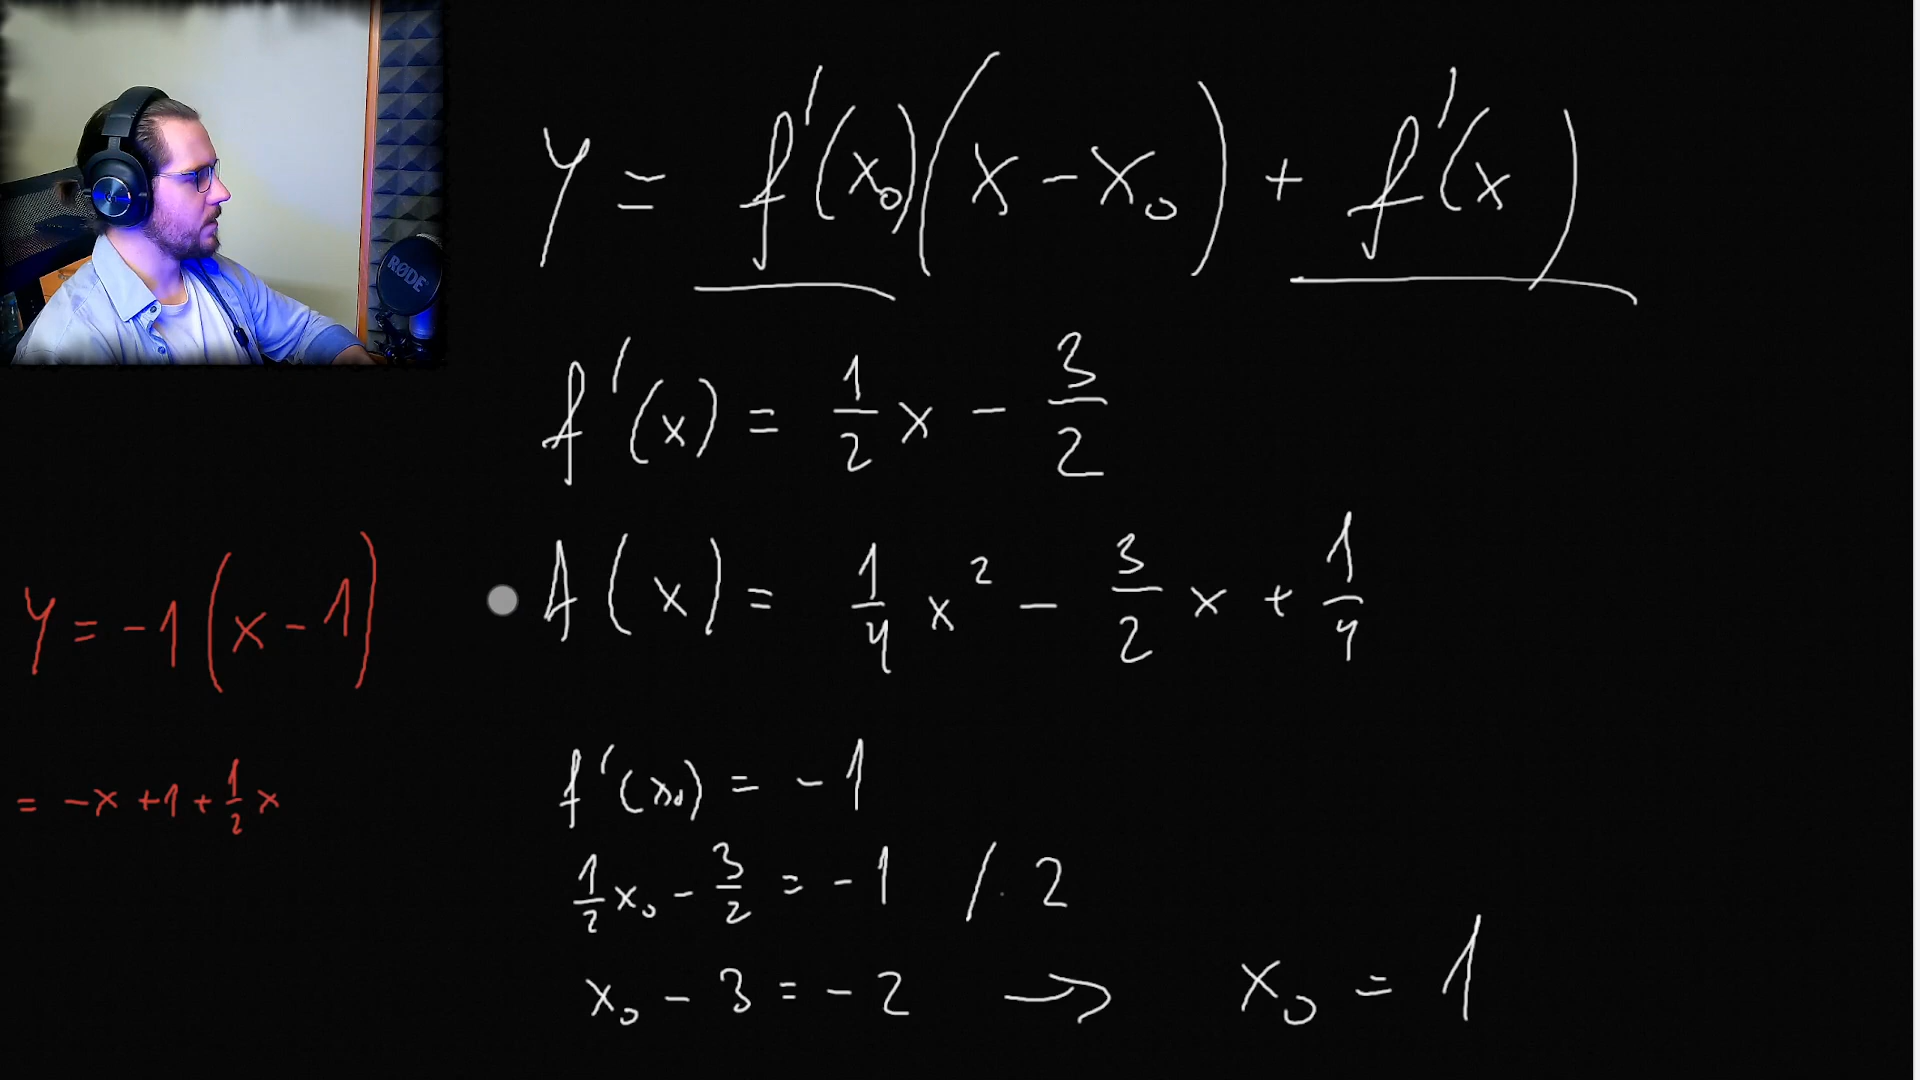 RØDE
y = f'(x₀)(x - x₀) + f'(x)
f'(x) = 1/2 x - 3/2
f(x) = 1/4 x² - 3/2 x + 1/4
y = -1(x - 1)
= -x + 1 + 1/2 x
f'(x₀) = -1
1/2 x₀ - 3/2 = -1 / · 2
x₀ - 3 = -2 → x₀ = 1